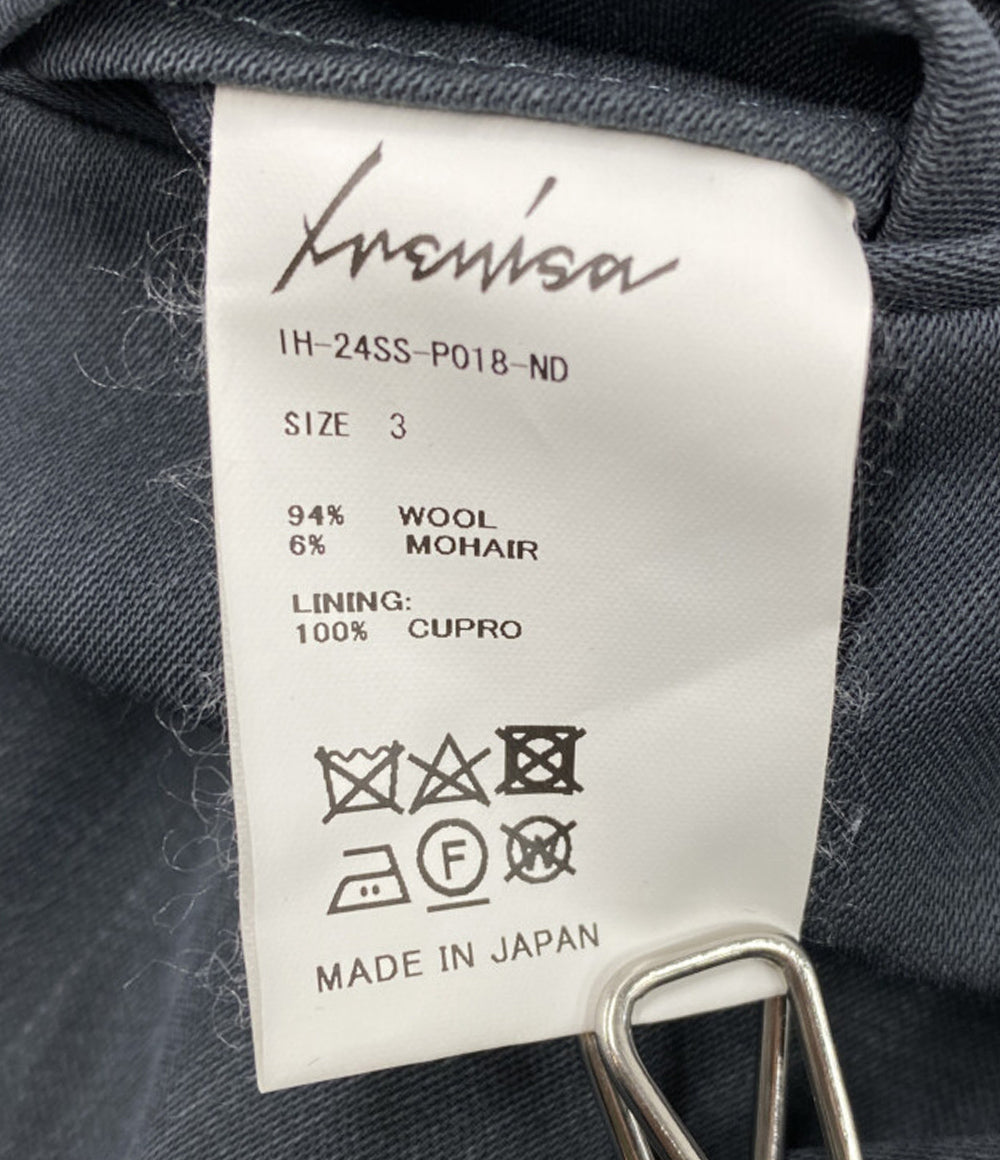 Irenisa
IH-24SS-P018-ND
SIZE 3
94% WOOL
6% MOHAIR
LINING:
100% CUPRO
F W
MADE IN JAPAN